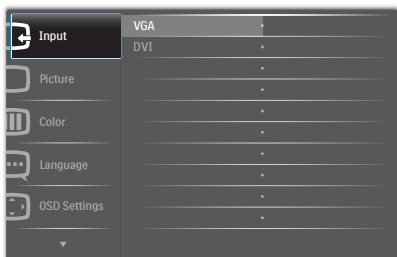 Input
VGA
DVI
Picture
Color
Language
OSD Settings